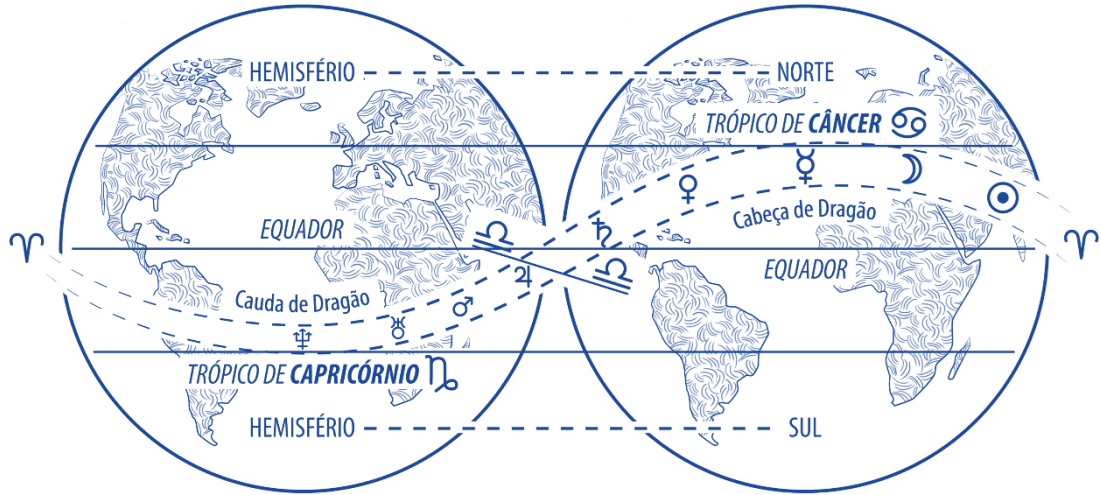 HEMISFÉRIO NORTE
TRÓPICO DE CÂNCER ♋
♀ ☿ ☽ ☉
Cabeça de Dragão
♈ EQUADOR ♎ ♄ ♈
♃ ♎ EQUADOR
Cauda de Dragão
♆ ♅ ♂
TRÓPICO DE CAPRICÓRNIO ♑
HEMISFÉRIO SUL